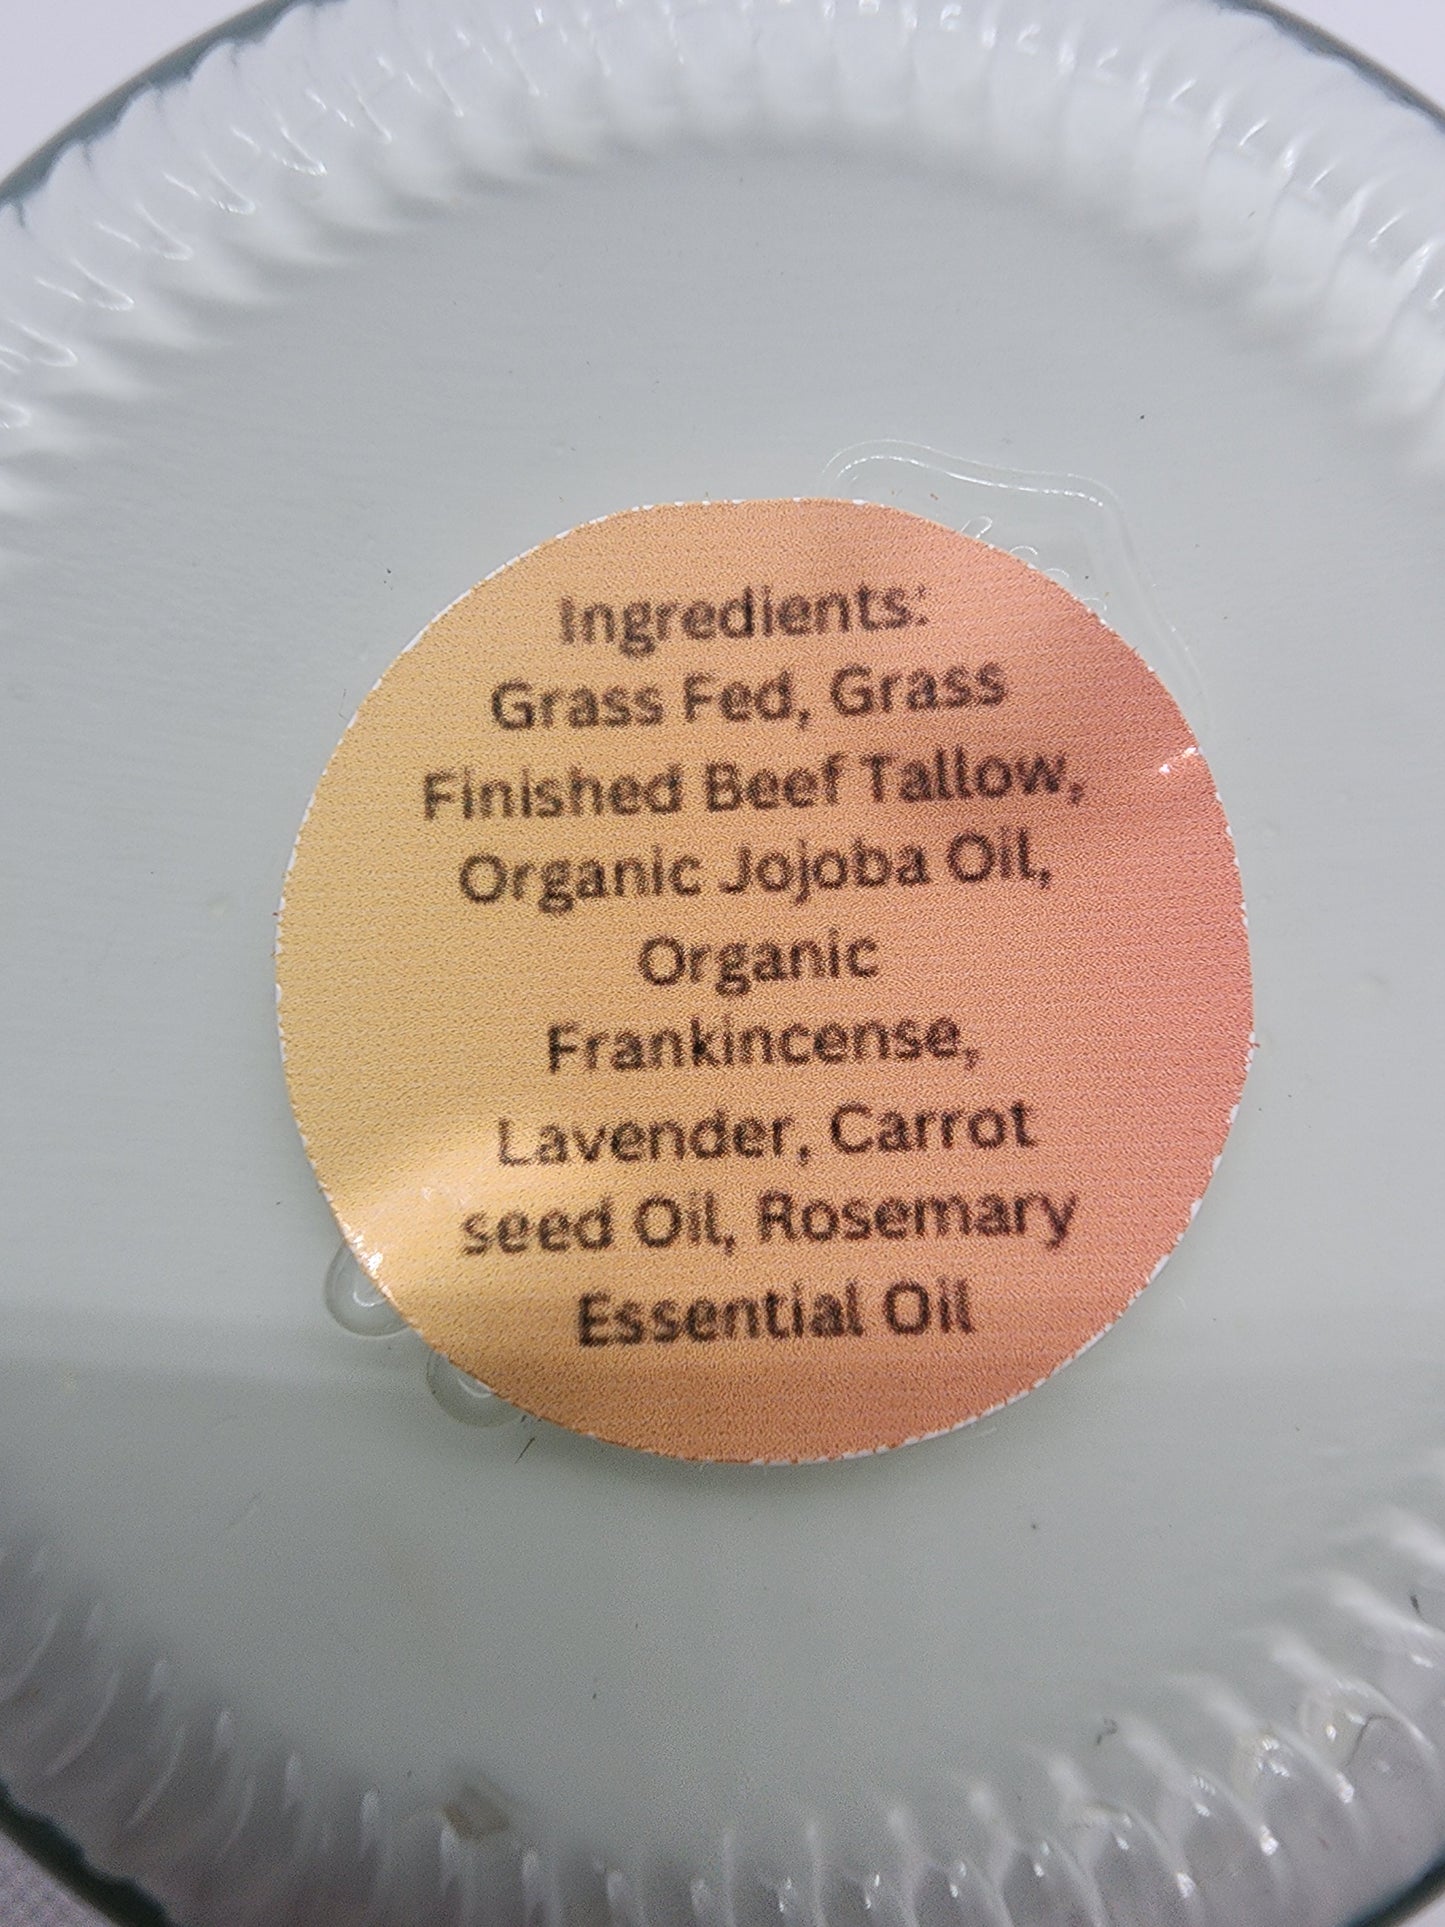 Ingredients:
Grass Fed, Grass
Finished Beef Tallow,
Organic Jojoba Oil,
Organic
Frankincense,
Lavender, Carrot
seed Oil, Rosemary
Essential Oil